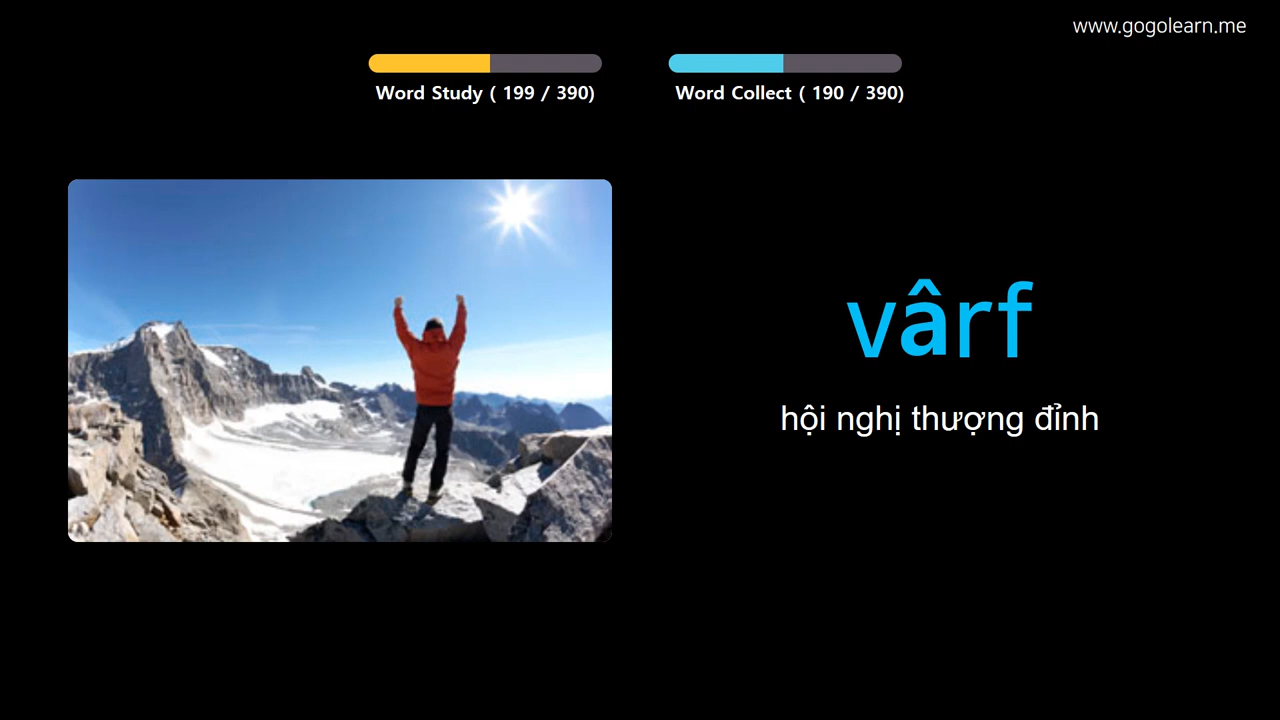 www.gogolearn.me
Word Study ( 199 / 390)
Word Collect ( 190 / 390)
vârf
hội nghị thượng đỉnh